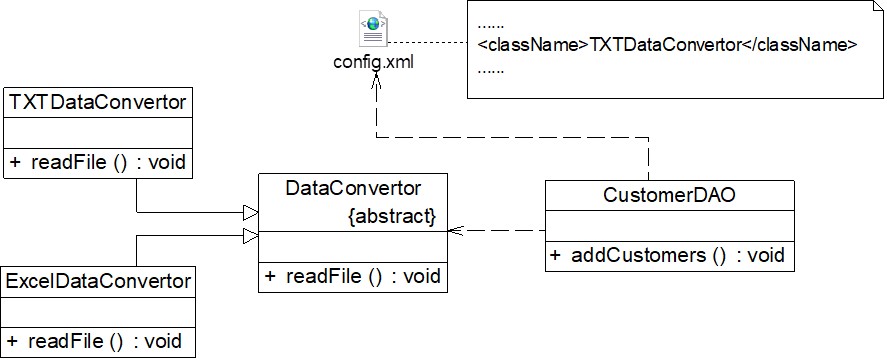 ......
<className>TXTDataConvertor</className>
......
config.xml
TXTDataConvertor
+ readFile () : void
DataConvertor
{abstract}
+ readFile () : void
CustomerDAO
+ addCustomers () : void
ExcelDataConvertor
+ readFile () : void